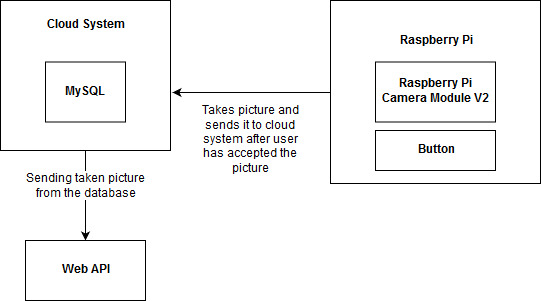 Cloud System
MySQL
Raspberry Pi
Raspberry Pi
Camera Module V2
Button
Takes picture and
sends it to cloud
system after user
has accepted the
picture
Sending taken picture
from the database
Web API